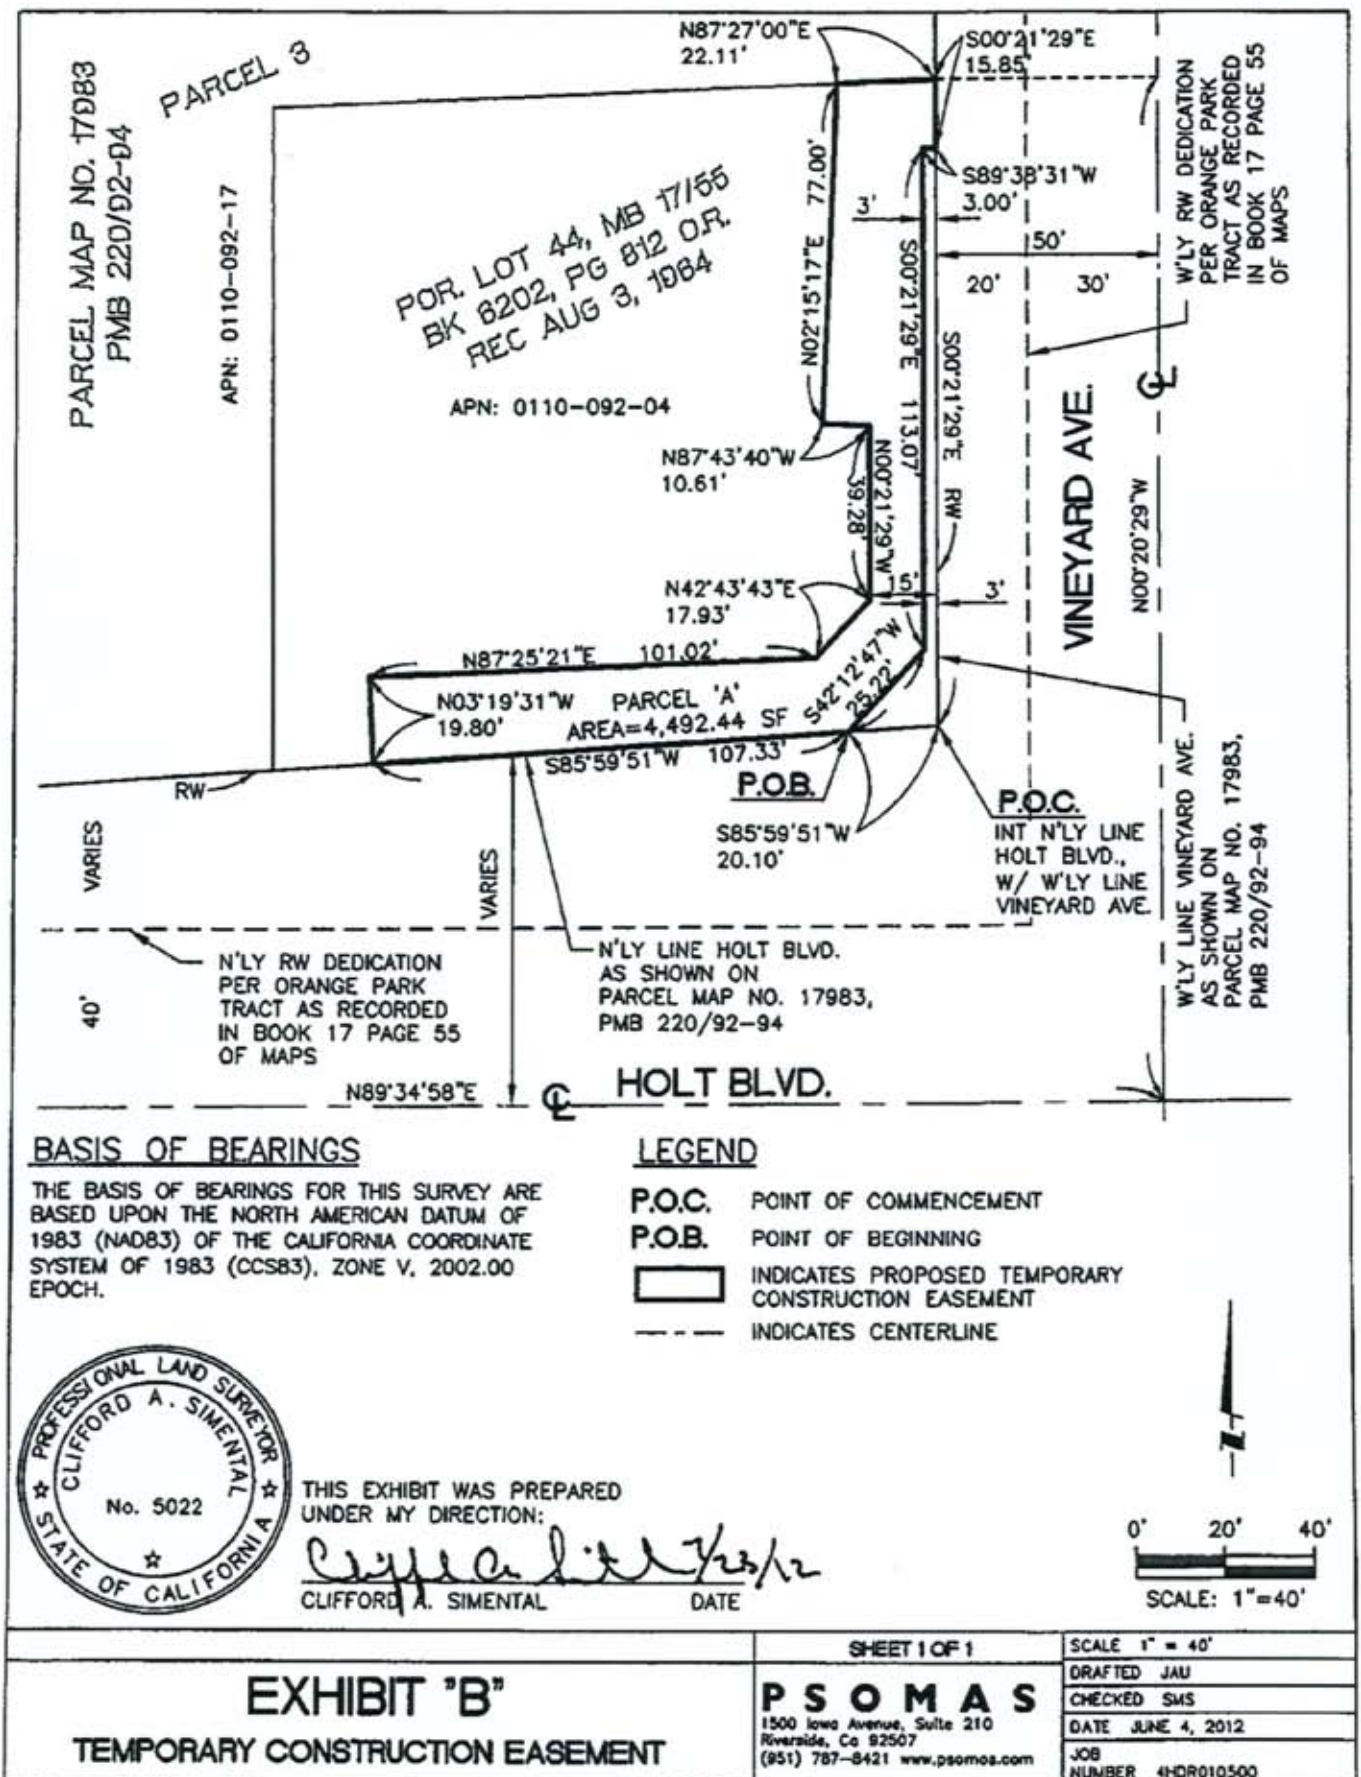 N87°27'00"E
22.11'
S00°21'29"E
15.85'
PARCEL 3
PARCEL MAP NO. 17983
PMB 220/92-94
APN: 0110-092-17
POR. LOT 44, MB 17/55
BK 6202, PG 812 O.R.
REC AUG 3, 1964
APN: 0110-092-04
N02°15'17"E 77.00'
S89°38'31"W
3.00'
3'
50'
20'
30'
W'LY RW DEDICATION
PER ORANGE PARK
TRACT AS RECORDED
IN BOOK 17 PAGE 55
OF MAPS
S00°21'29"E 113.07'
S00°21'29"E RW
VINEYARD AVE.
CL
N00°20'29"W
N87°43'40"W
10.61'
N00°21'29"W
39.28'
N42°43'43"E
17.93'
15'
3'
N87°25'21"E 101.02'
N03°19'31"W
19.80'
PARCEL 'A'
AREA=4,492.44 SF
S42°12'47"W
25.22'
S85°59'51"W 107.33'
RW
P.O.B.
S85°59'51"W
20.10'
P.O.C.
INT N'LY LINE
HOLT BLVD.,
W/ W'LY LINE
VINEYARD AVE.
W'LY LINE VINEYARD AVE.
AS SHOWN ON
PARCEL MAP NO. 17983,
PMB 220/92-94
VARIES
VARIES
40'
N'LY RW DEDICATION
PER ORANGE PARK
TRACT AS RECORDED
IN BOOK 17 PAGE 55
OF MAPS
N'LY LINE HOLT BLVD.
AS SHOWN ON
PARCEL MAP NO. 17983,
PMB 220/92-94
N89°34'58"E
CL
HOLT BLVD.
BASIS OF BEARINGS
THE BASIS OF BEARINGS FOR THIS SURVEY ARE
BASED UPON THE NORTH AMERICAN DATUM OF
1983 (NAD83) OF THE CALIFORNIA COORDINATE
SYSTEM OF 1983 (CCS83), ZONE V, 2002.00
EPOCH.
LEGEND
P.O.C. POINT OF COMMENCEMENT
P.O.B. POINT OF BEGINNING
INDICATES PROPOSED TEMPORARY
CONSTRUCTION EASEMENT
INDICATES CENTERLINE
PROFESSIONAL LAND SURVEYOR
CLIFFORD A. SIMENTAL
No. 5022
STATE OF CALIFORNIA
THIS EXHIBIT WAS PREPARED
UNDER MY DIRECTION:
7/23/12
CLIFFORD A. SIMENTAL DATE
N
0' 20' 40'
SCALE: 1"=40'
EXHIBIT "B"
TEMPORARY CONSTRUCTION EASEMENT
SHEET 1 OF 1
PSOMAS
1500 Iowa Avenue, Suite 210
Riverside, Ca 92507
(951) 787-8421 www.psomas.com
SCALE 1" = 40'
DRAFTED JAU
CHECKED SMS
DATE JUNE 4, 2012
JOB
NUMBER 4HDR010500